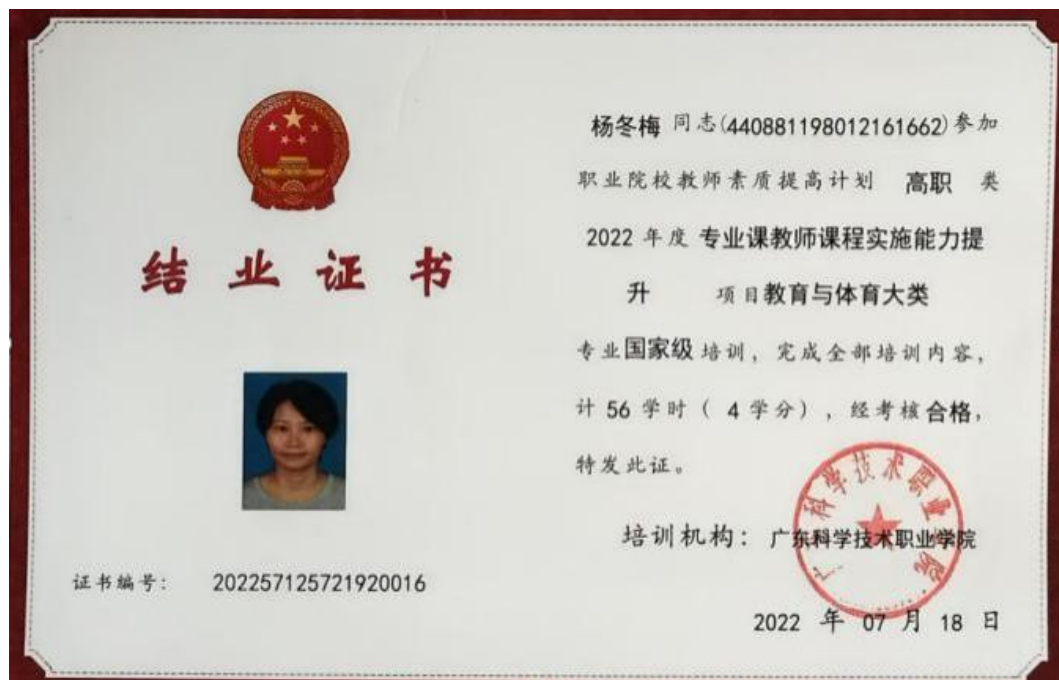 结业证书
证书编号: 202257125721920016
杨冬梅 同志(440881198012161662)参加
职业院校教师素质提高计划 高职 类
2022 年度 专业课教师课程实施能力提
升 项目教育与体育大类
专业国家级 培训，完成全部培训内容，
计 56 学时（ 4 学分），经考核合格，
特发此证。
培训机构：广东科学技术职业学院
2022 年 07 月 18 日